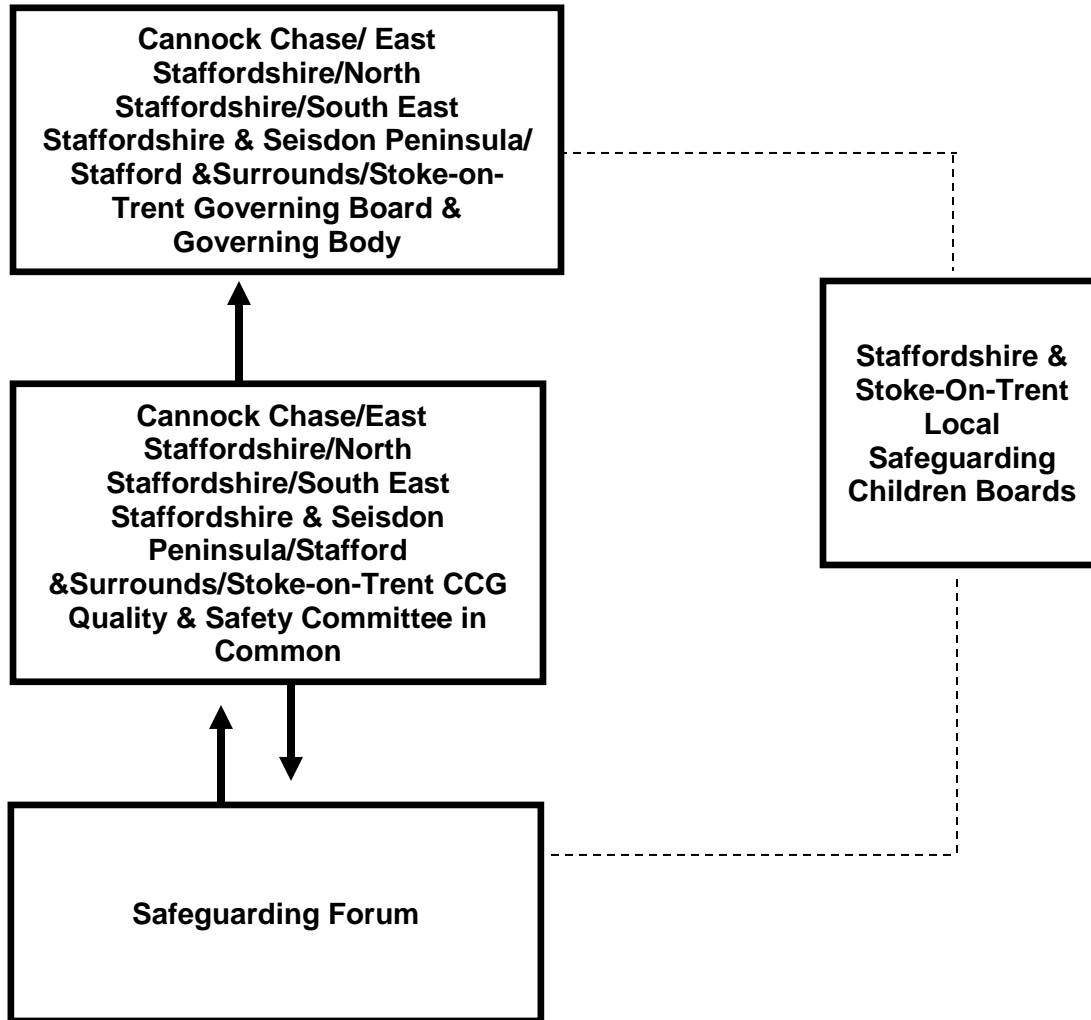 Cannock Chase/ East
Staffordshire/North
Staffordshire/South East
Staffordshire & Seisdon Peninsula/
Stafford &Surrounds/Stoke-on-
Trent Governing Board &
Governing Body
Staffordshire &
Stoke-On-Trent
Local
Safeguarding
Children Boards
Cannock Chase/East
Staffordshire/North
Staffordshire/South East
Staffordshire & Seisdon
Peninsula/Stafford
&Surrounds/Stoke-on-Trent CCG
Quality & Safety Committee in
Common
Safeguarding Forum